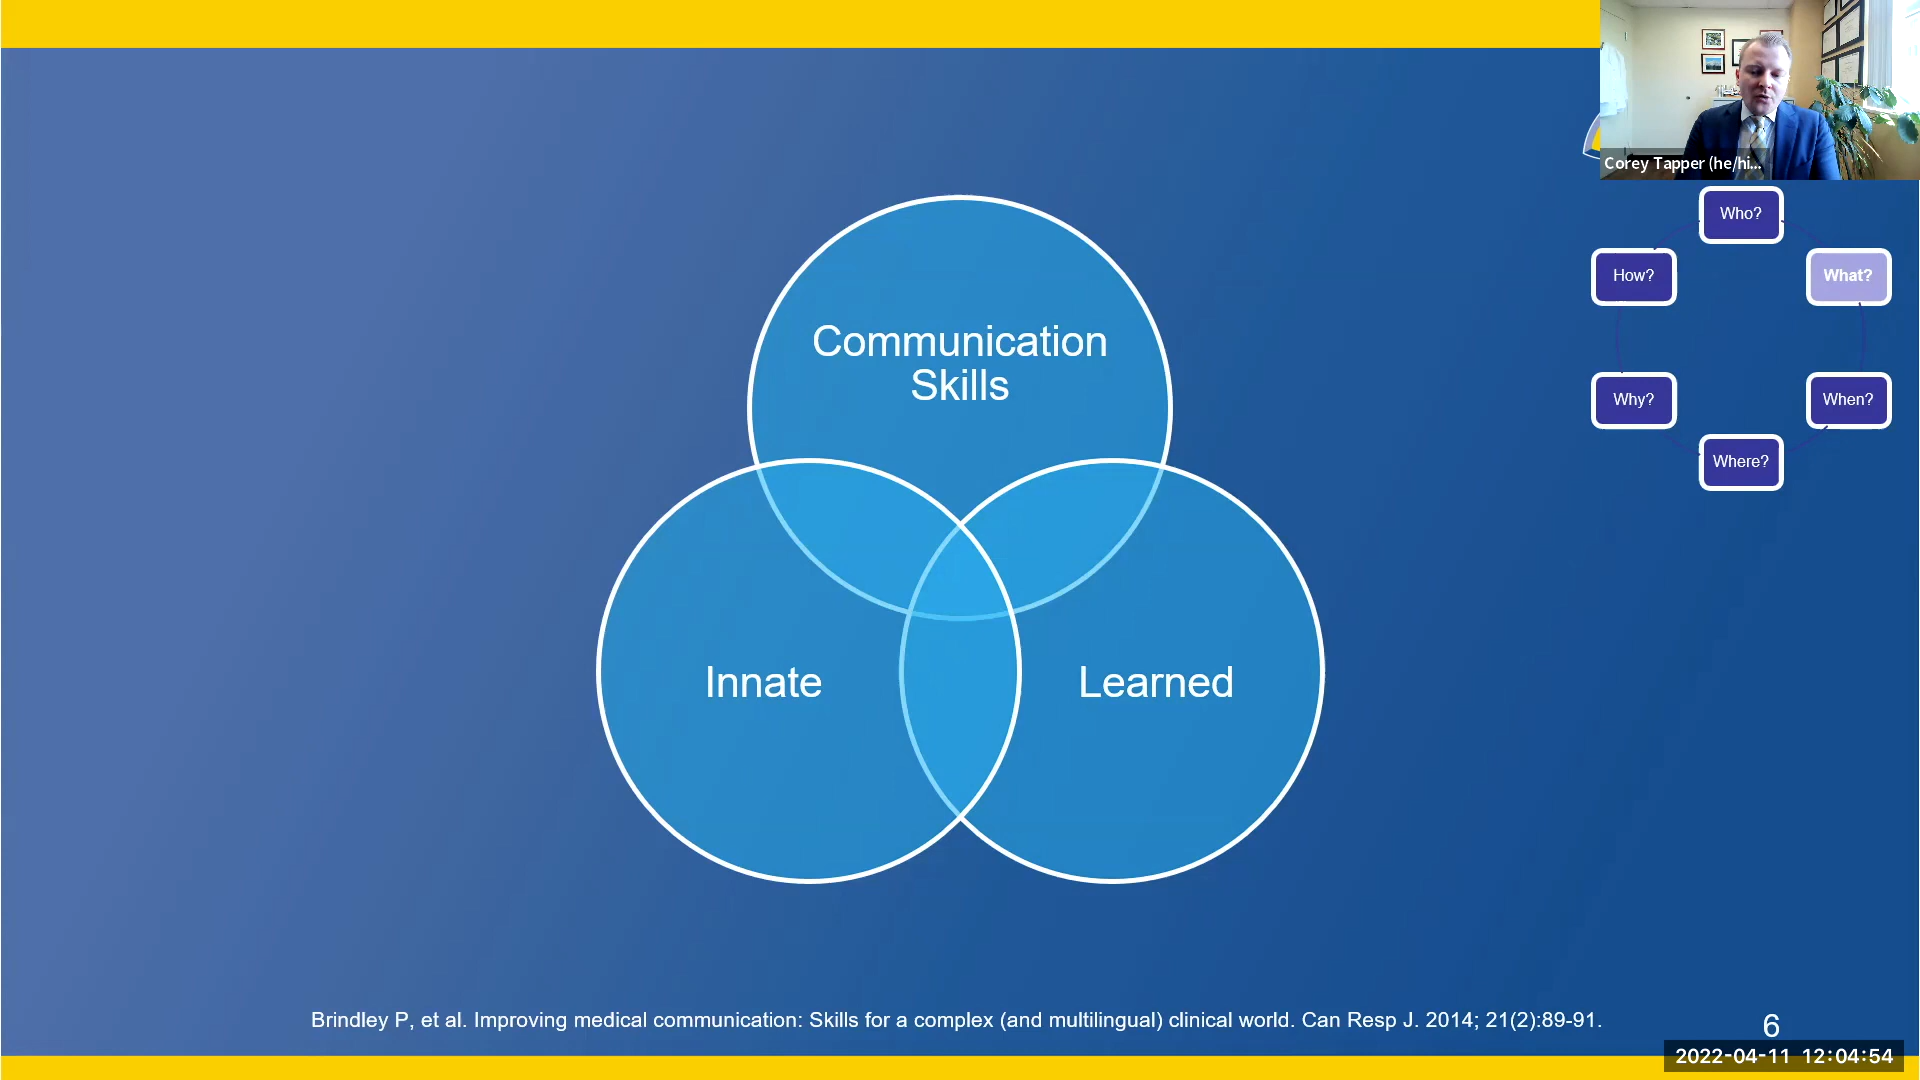 Corey Tapper (he/hi...
Who?
How?
What?
Why?
When?
Where?
Communication
Skills
Innate
Learned
Brindley P, et al. Improving medical communication: Skills for a complex (and multilingual) clinical world. Can Resp J. 2014; 21(2):89-91.
6
2022-04-11 12:04:54